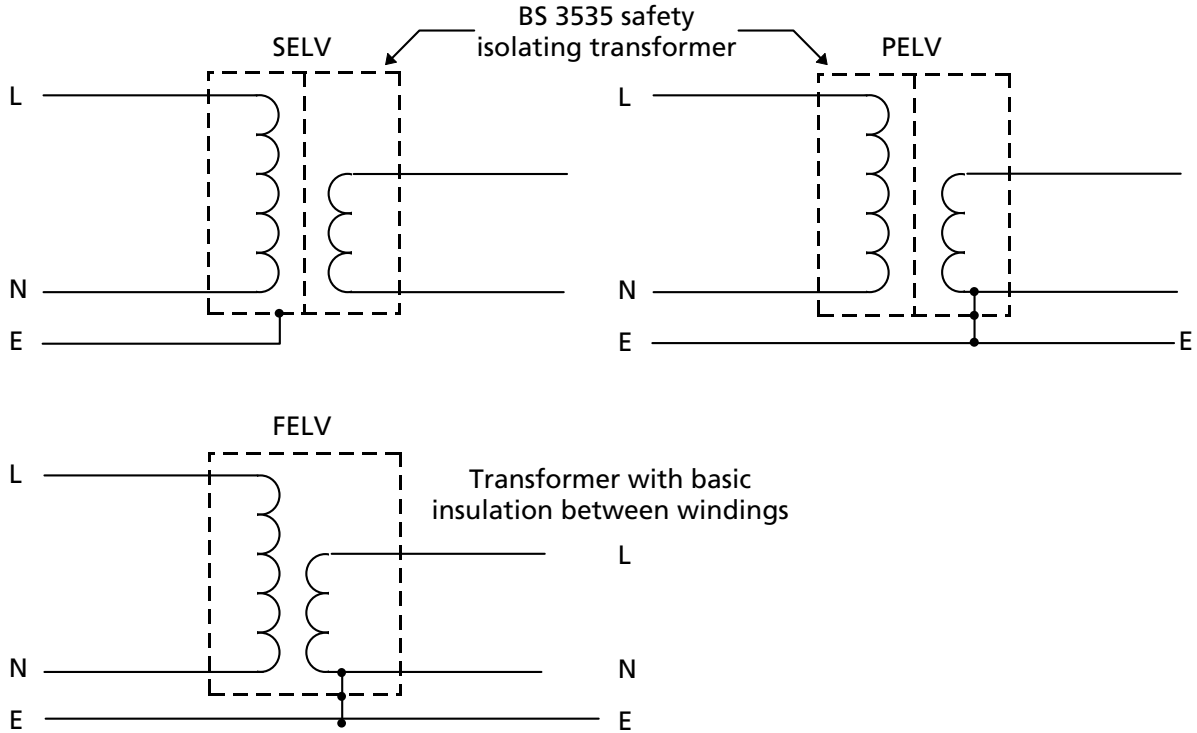 BS 3535 safety
isolating transformer
SELV
PELV
L
L
N
N
E
E
E
FELV
L
Transformer with basic
insulation between windings
L
N
N
E
E